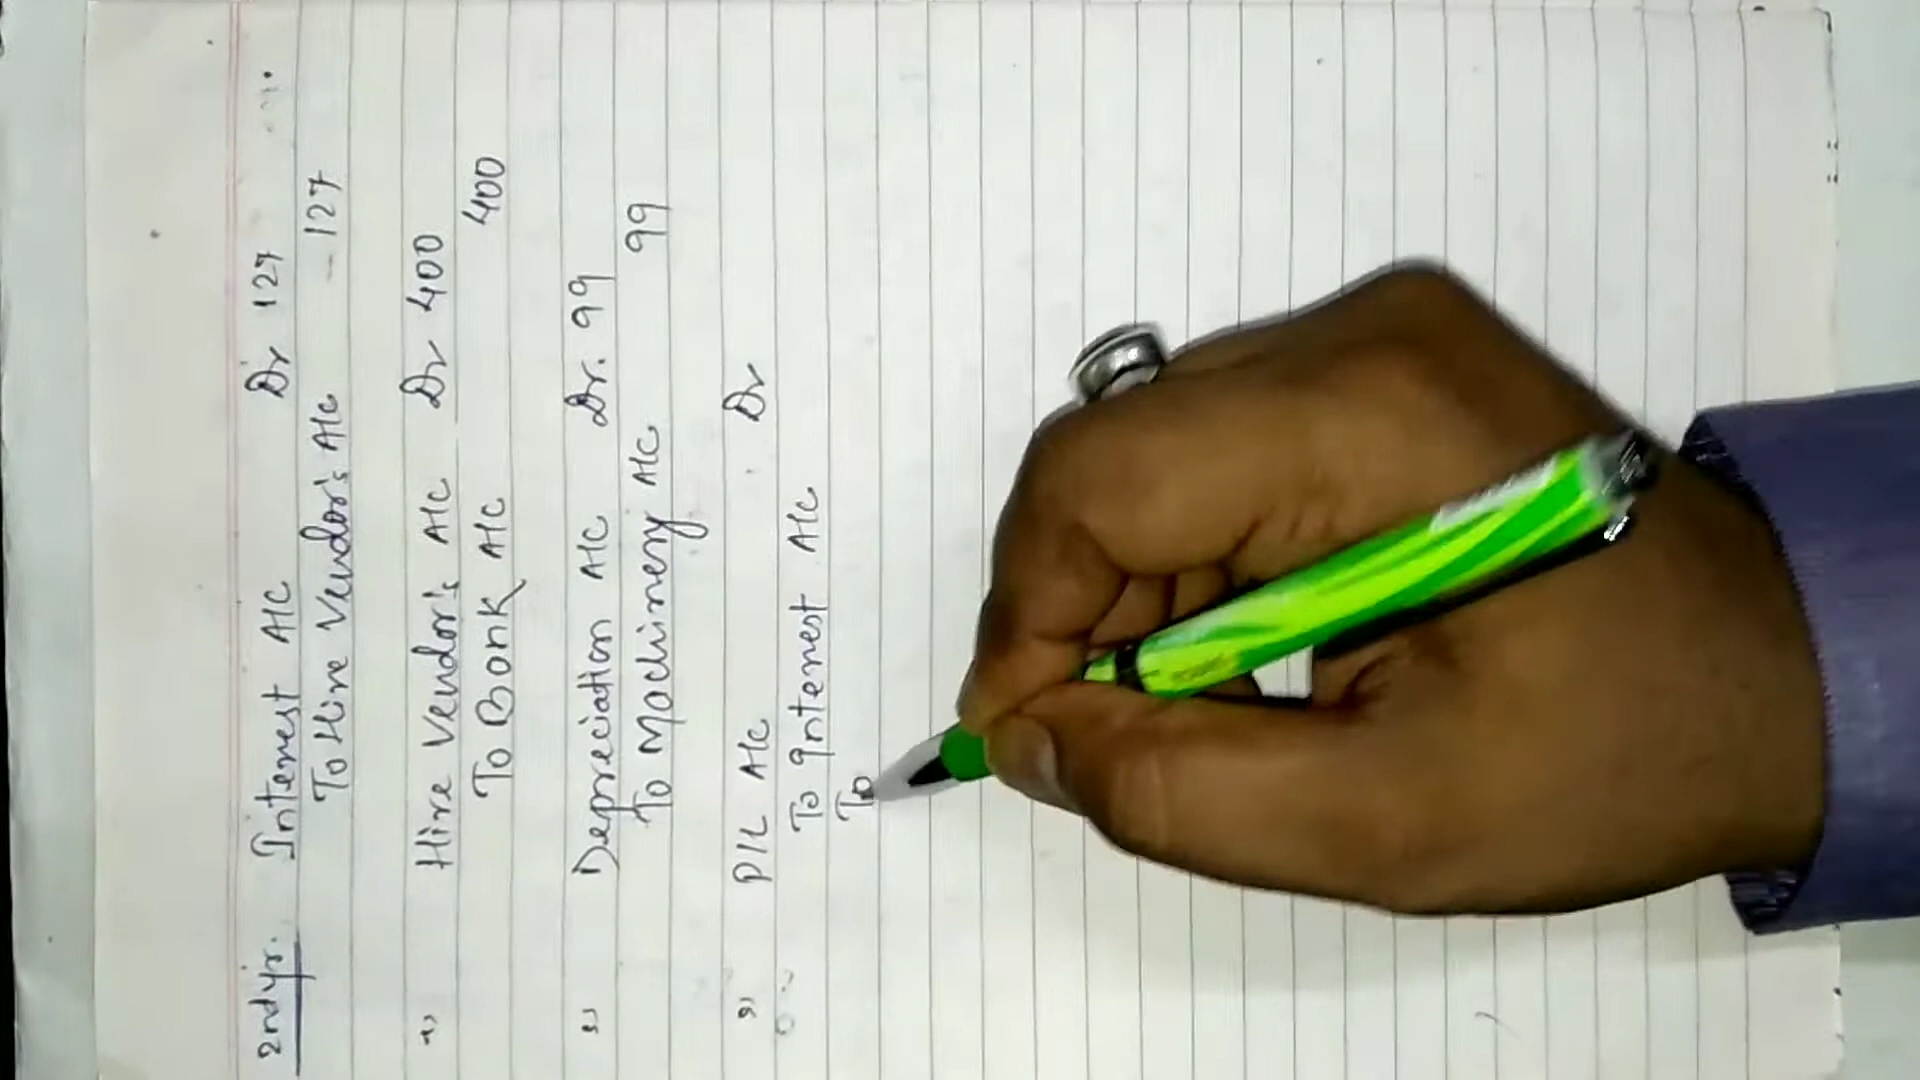 2nd yr. Interest A/C Dr 127
To Hire Vendor's A/C — 127
" Hire Vendor's A/C Dr 400
To Bank A/C 400
" Depreciation A/C Dr. 99
To Machinery A/C 99
" P/L A/C Dr
To Interest A/C
To